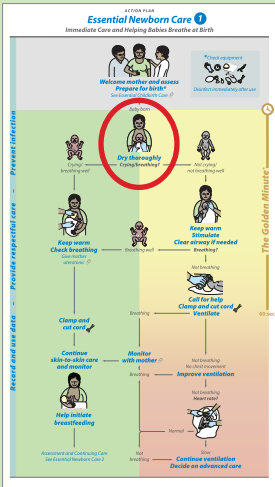 ACTION PLAN
Essential Newborn Care 1
Immediate Care and Helping Babies Breathe at Birth
*Check equipment
Disinfect immediately after use
Welcome mother and assess
Prepare for birth*
See Essential Childbirth Care
Baby born
Dry thoroughly
Crying/breathing?
Crying/
breathing well
Not crying/
not breathing well
Prevent infection – Provide respectful care – Record and use data
The Golden Minute
60 sec
Keep warm
Check breathing
Give mother
uterotonic
Breathing well
Keep warm
Stimulate
Clear airway if needed
Breathing?
Not breathing
Call for help
Clamp and cut cord
Ventilate
Breathing
Clamp and
cut cord
Continue
skin-to-skin care
and monitor
Monitor
with mother
Not breathing
No chest movement
Breathing
Improve ventilation
Not breathing
Heart rate?
Help initiate
breastfeeding
Normal
Slow
Assessment and Continuing Care
See Essential Newborn Care 2
Not
breathing
Continue ventilation
Decide on advanced care